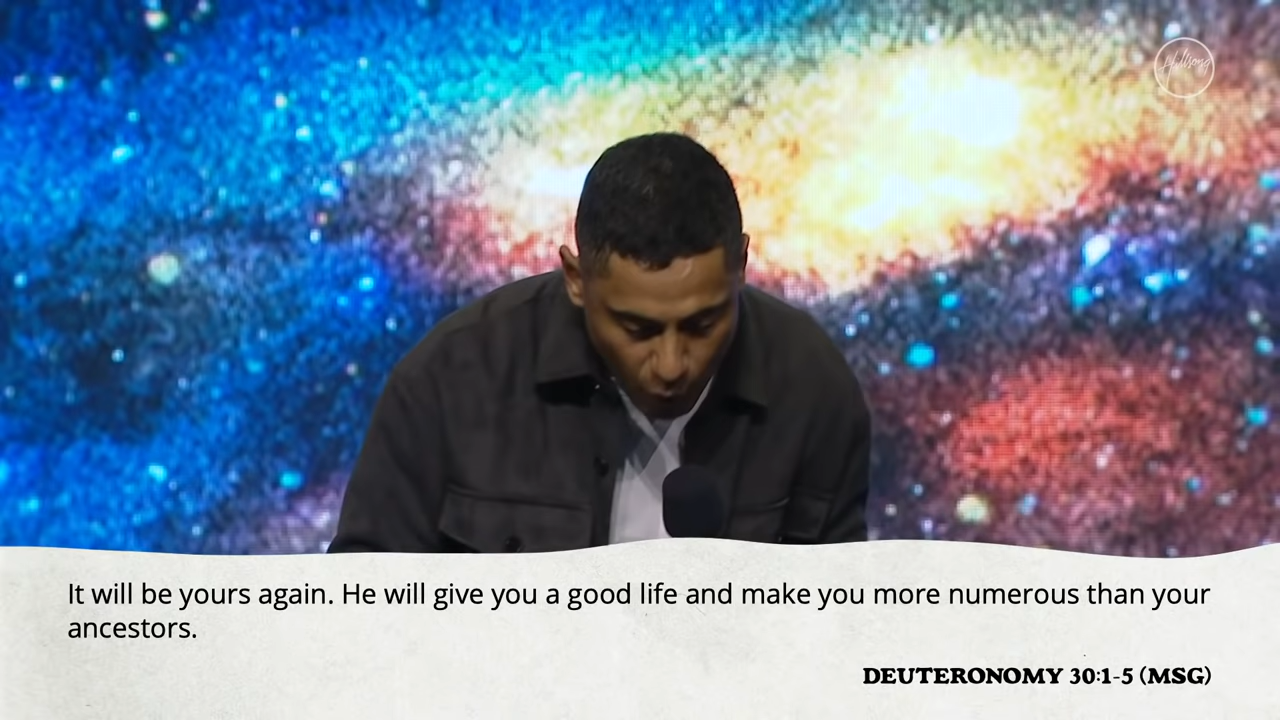 Hillsong
It will be yours again. He will give you a good life and make you more numerous than your
ancestors.
DEUTERONOMY 30:1-5 (MSG)